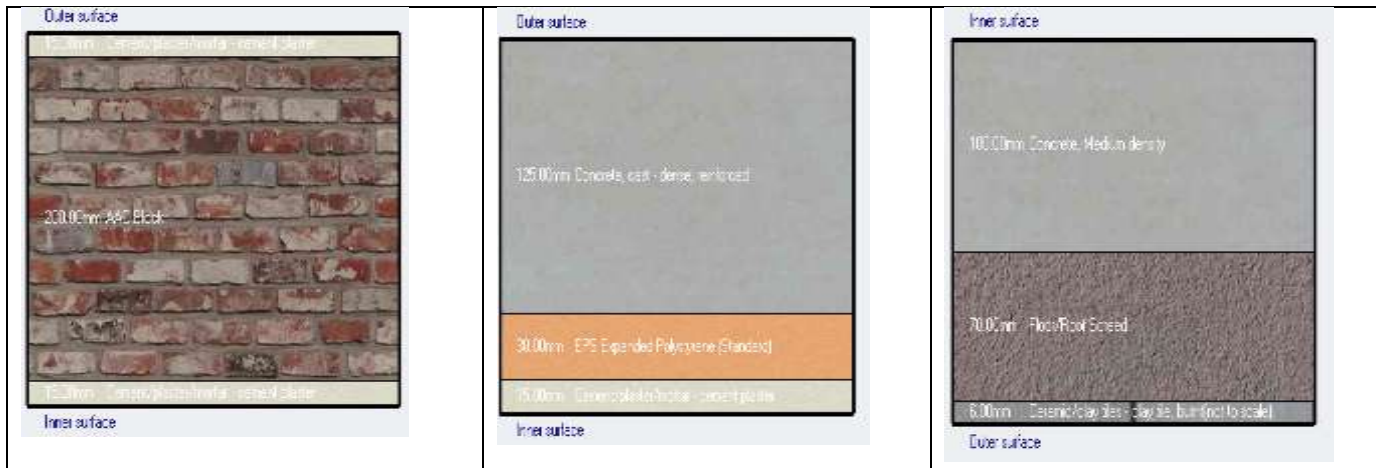 Outer surface
15.00mm Cement/plaster/mortar - cement plaster
200.00mm AAC Block
15.00mm Cement/plaster/mortar - cement plaster
Inner surface
Outer surface
125.00mm Concrete, cast - dense, reinforced
30.00mm EPS Expanded Polystyrene (Standard)
15.00mm Cement/plaster/mortar - cement plaster
Inner surface
Inner surface
100.00mm Concrete, Medium density
70.00mm Floor/Roof Screed
6.00mm Ceramic/clay tiles - clay tile, burnt(not to scale)
Outer surface